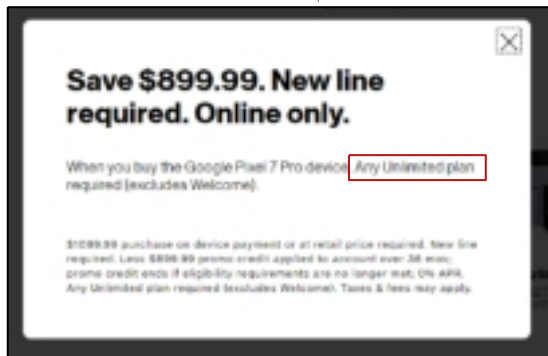 Save $899.99. New line
required. Online only.
When you buy the Google Pixel 7 Pro device. Any Unlimited plan
required (excludes Welcome).
$1099.99 purchase on device payment or at retail price required. New line
required. Less $899.99 promo credit applied to account over 36 mos;
promo credit ends if eligibility requirements are no longer met; 0% APR.
Any Unlimited plan required (excludes Welcome). Taxes & fees may apply.